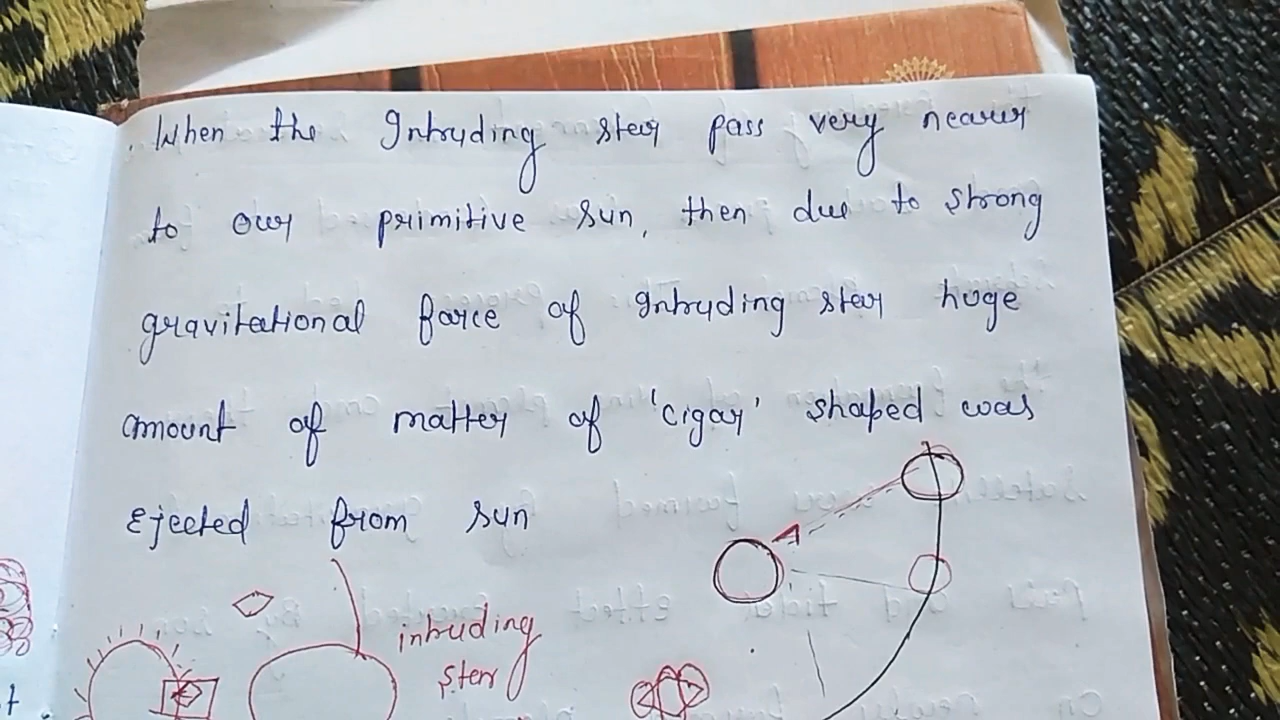 . When the Intruding star pass very nearer
to our primitive sun, then due to strong
gravitational force of Intruding star huge
amount of matter of 'cigar' shaped was
Ejected from sun
intruding
star